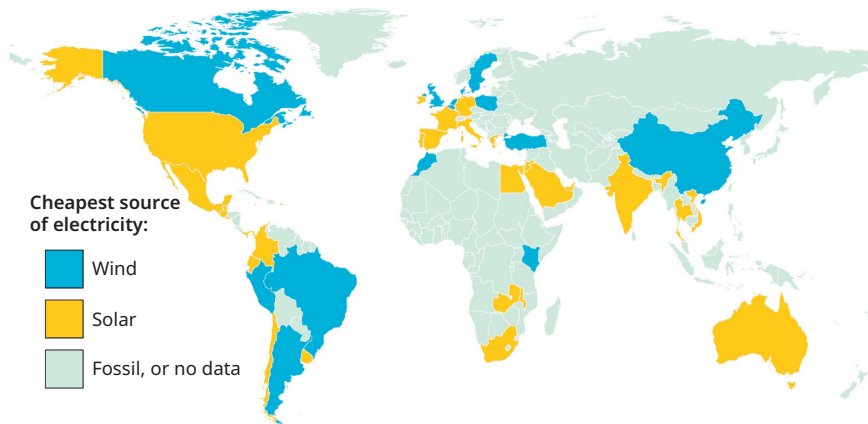 Cheapest source
of electricity:
Wind
Solar
Fossil, or no data